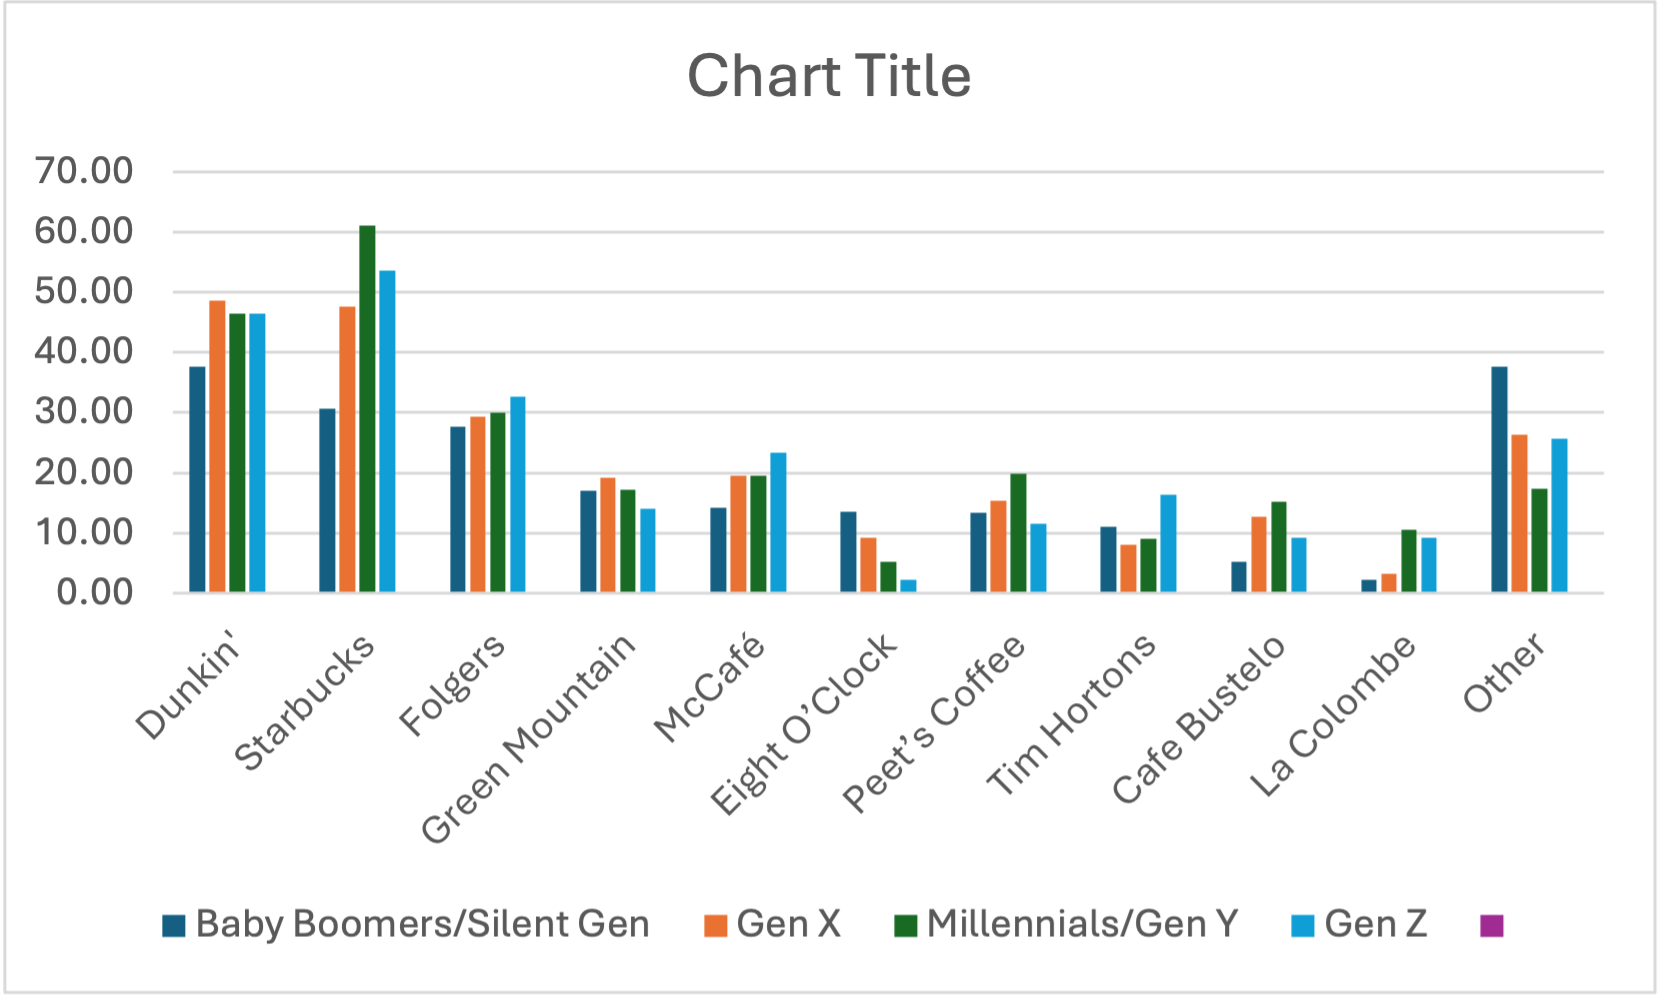 Chart Title
70.00
60.00
50.00
40.00
30.00
20.00
10.00
0.00
Dunkin'
Starbucks
Folgers
Green Mountain
McCafé
Eight O’Clock
Peet’s Coffee
Tim Hortons
Cafe Bustelo
La Colombe
Other
Baby Boomers/Silent Gen Gen X Millennials/Gen Y Gen Z